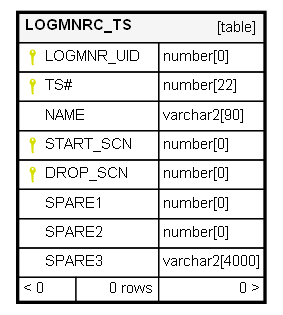 LOGMNRC_TS [table]
LOGMNR_UID number[0]
TS# number[22]
NAME varchar2[90]
START_SCN number[0]
DROP_SCN number[0]
SPARE1 number[0]
SPARE2 number[0]
SPARE3 varchar2[4000]
< 0 0 rows 0 >